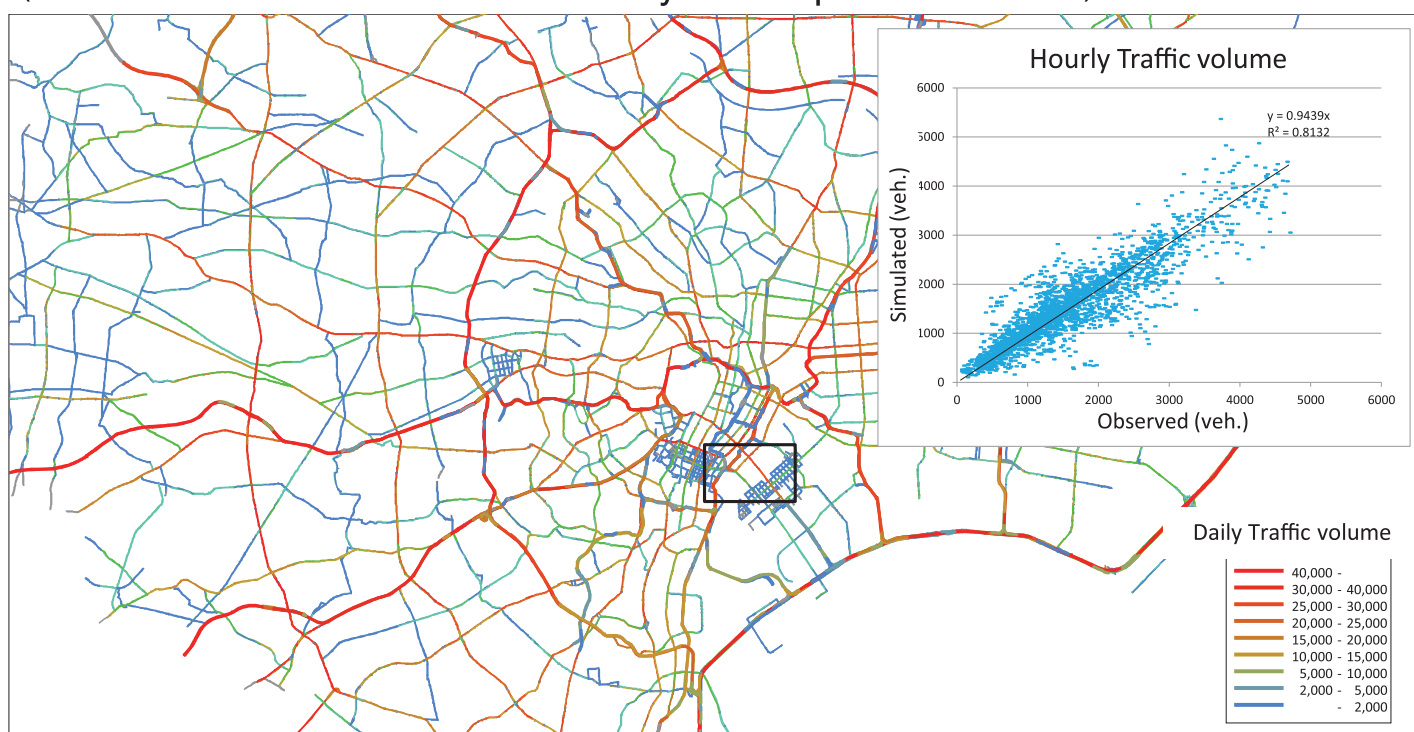 Hourly Traffic volume
6000
y = 0.9439x
R² = 0.8132
5000
4000
3000
2000
1000
0
Simulated (veh.)
0 1000 2000 3000 4000 5000 6000
Observed (veh.)
Daily Traffic volume
40,000 -
30,000 - 40,000
25,000 - 30,000
20,000 - 25,000
15,000 - 20,000
10,000 - 15,000
5,000 - 10,000
2,000 - 5,000
- 2,000